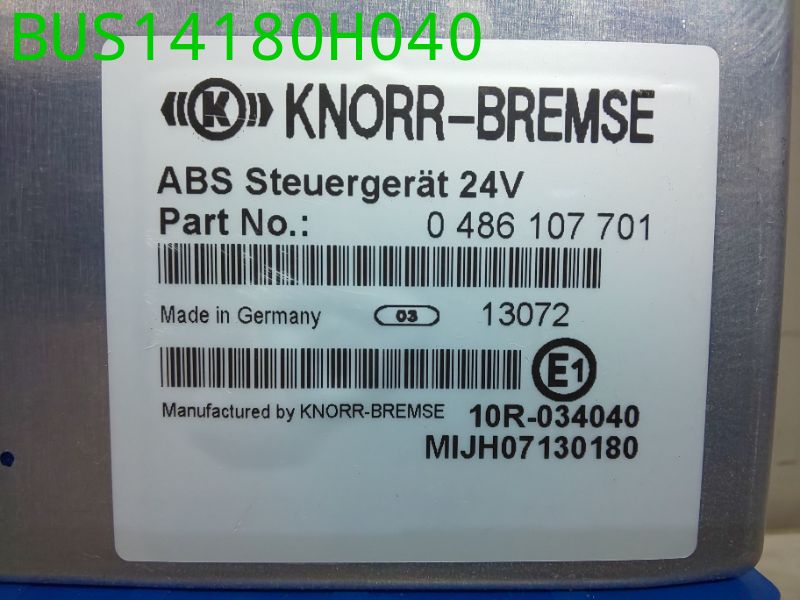 BUS14180H040
K KNORR-BREMSE
ABS Steuergerät 24V
Part No.: 0 486 107 701
Made in Germany 03 13072
E1
Manufactured by KNORR-BREMSE 10R-034040
MIJH07130180